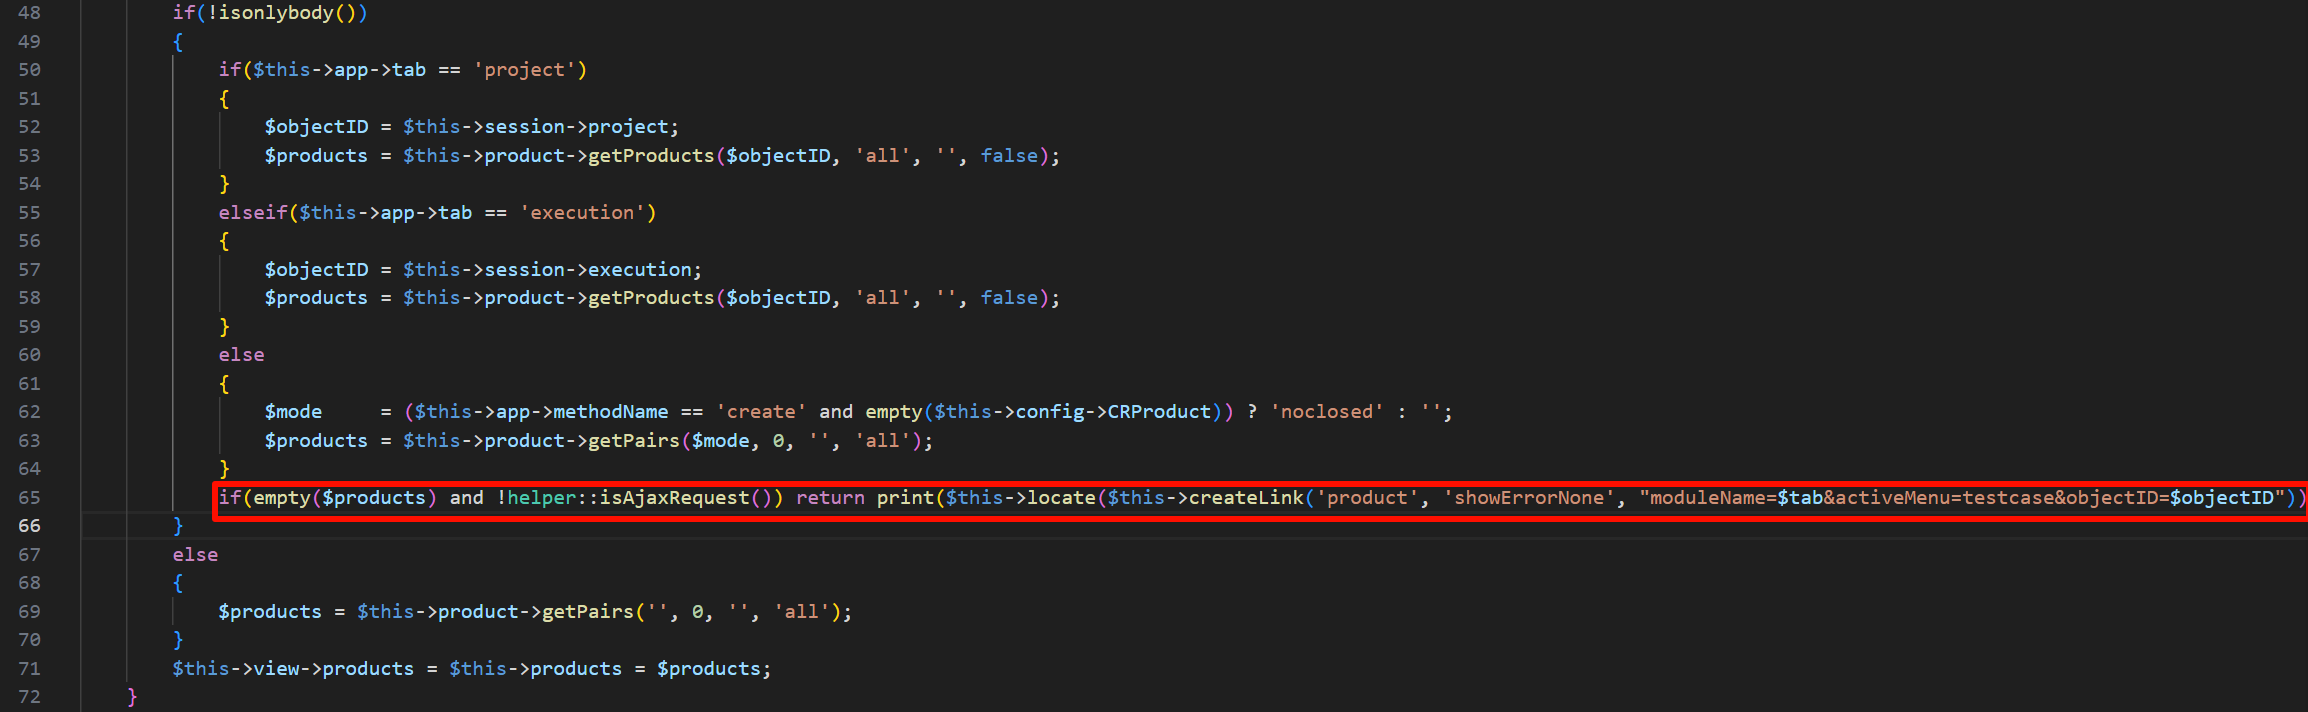 48 if(!isonlybody())
49 {
50 if($this->app->tab == 'project')
51 {
52 $objectID = $this->session->project;
53 $products = $this->product->getProducts($objectID, 'all', '', false);
54 }
55 elseif($this->app->tab == 'execution')
56 {
57 $objectID = $this->session->execution;
58 $products = $this->product->getProducts($objectID, 'all', '', false);
59 }
60 else
61 {
62 $mode     = ($this->app->methodName == 'create' and empty($this->config->CRProduct)) ? 'noclosed' : '';
63 $products = $this->product->getPairs($mode, 0, '', 'all');
64 }
65 if(empty($products) and !helper::isAjaxRequest()) return print($this->locate($this->createLink('product', 'showErrorNone', "moduleName=$tab&activeMenu=testcase&objectID=$objectID"))
66 }
67 else
68 {
69 $products = $this->product->getPairs('', 0, '', 'all');
70 }
71 $this->view->products = $this->products = $products;
72 }